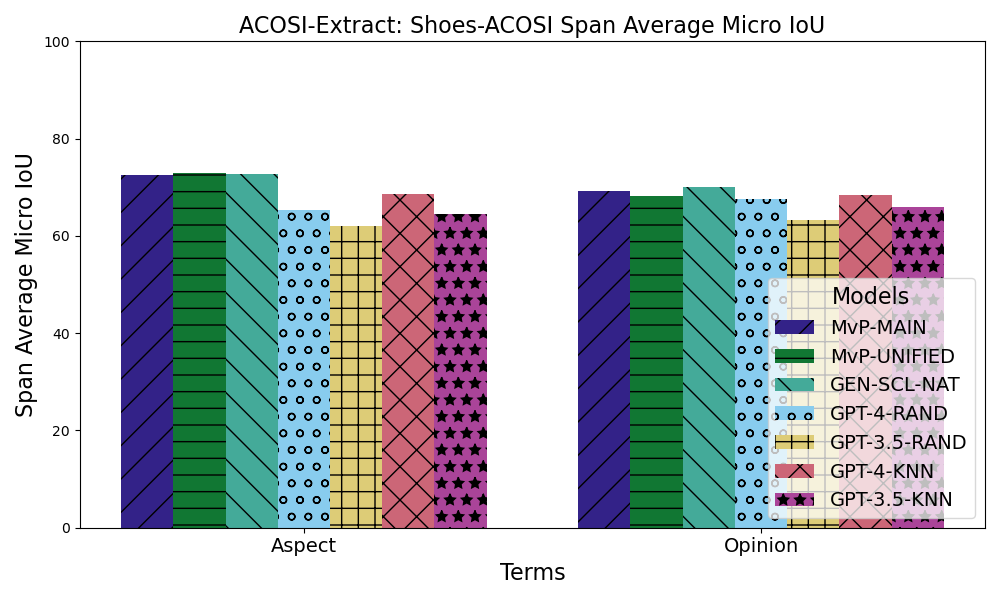 ACOSI-Extract: Shoes-ACOSI Span Average Micro IoU
100
80
60
40
20
0
Span Average Micro IoU
Aspect
Opinion
Terms
Models
MvP-MAIN
MvP-UNIFIED
GEN-SCL-NAT
GPT-4-RAND
GPT-3.5-RAND
GPT-4-KNN
GPT-3.5-KNN